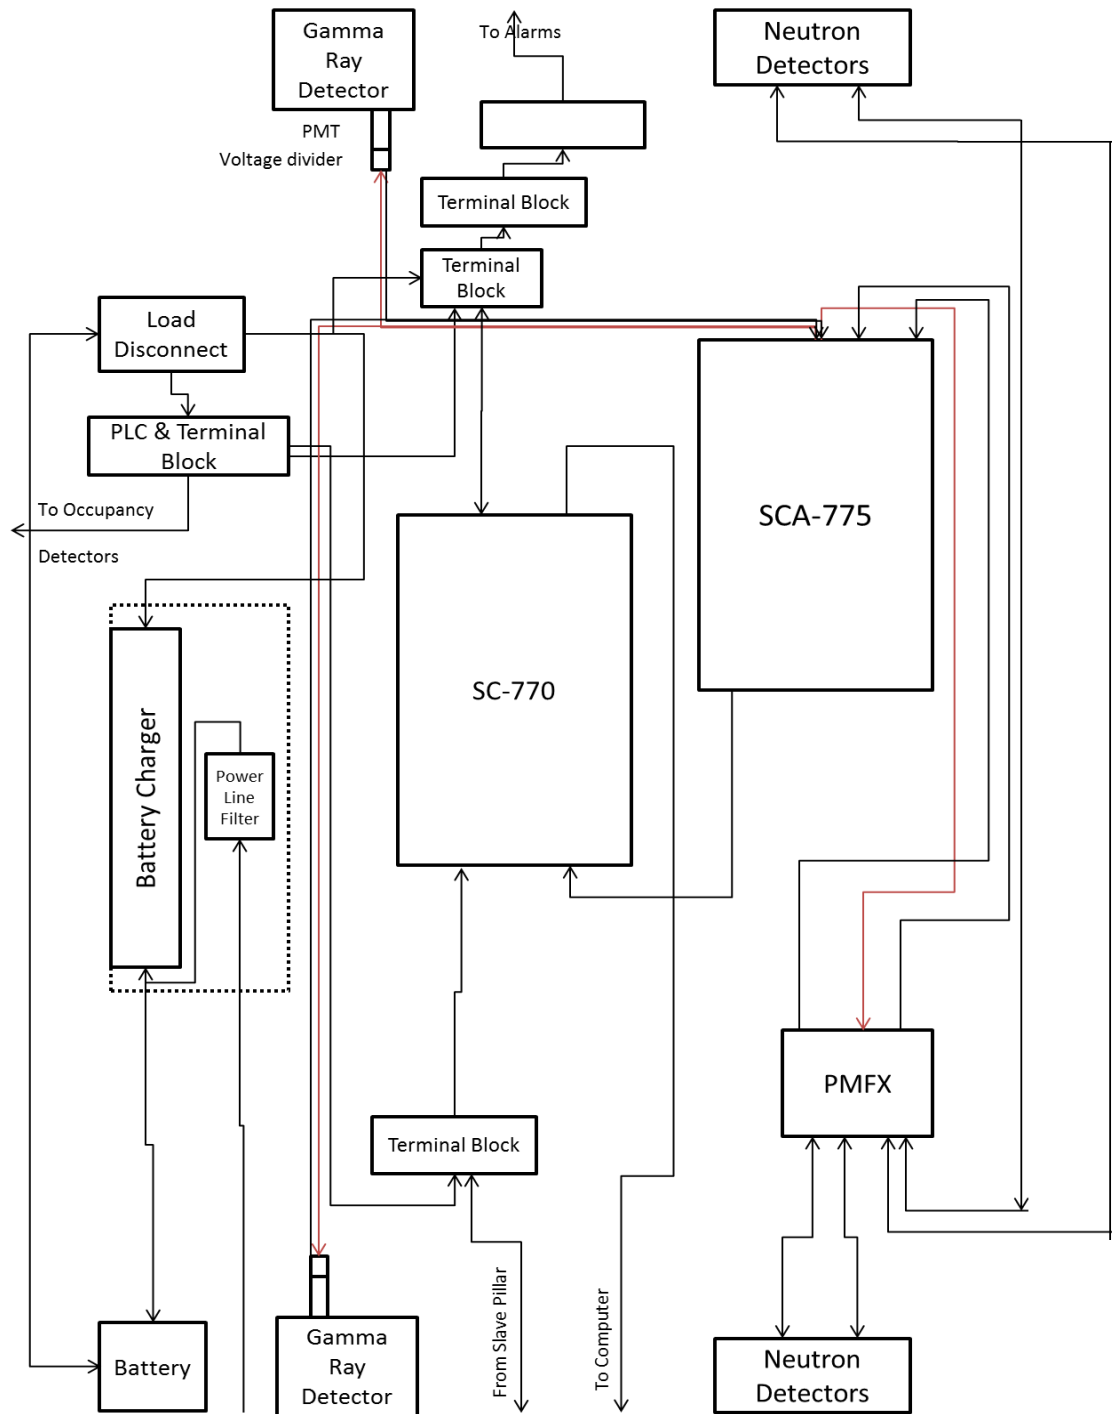 Gamma
Ray
Detector
To Alarms
Neutron
Detectors
PMT
Voltage divider
Terminal Block
Terminal
Block
Load
Disconnect
PLC & Terminal
Block
To Occupancy
Detectors
SCA-775
SC-770
Battery Charger
Power
Line
Filter
PMFX
Terminal Block
From Slave Pillar
To Computer
Battery
Gamma
Ray
Detector
Neutron
Detectors